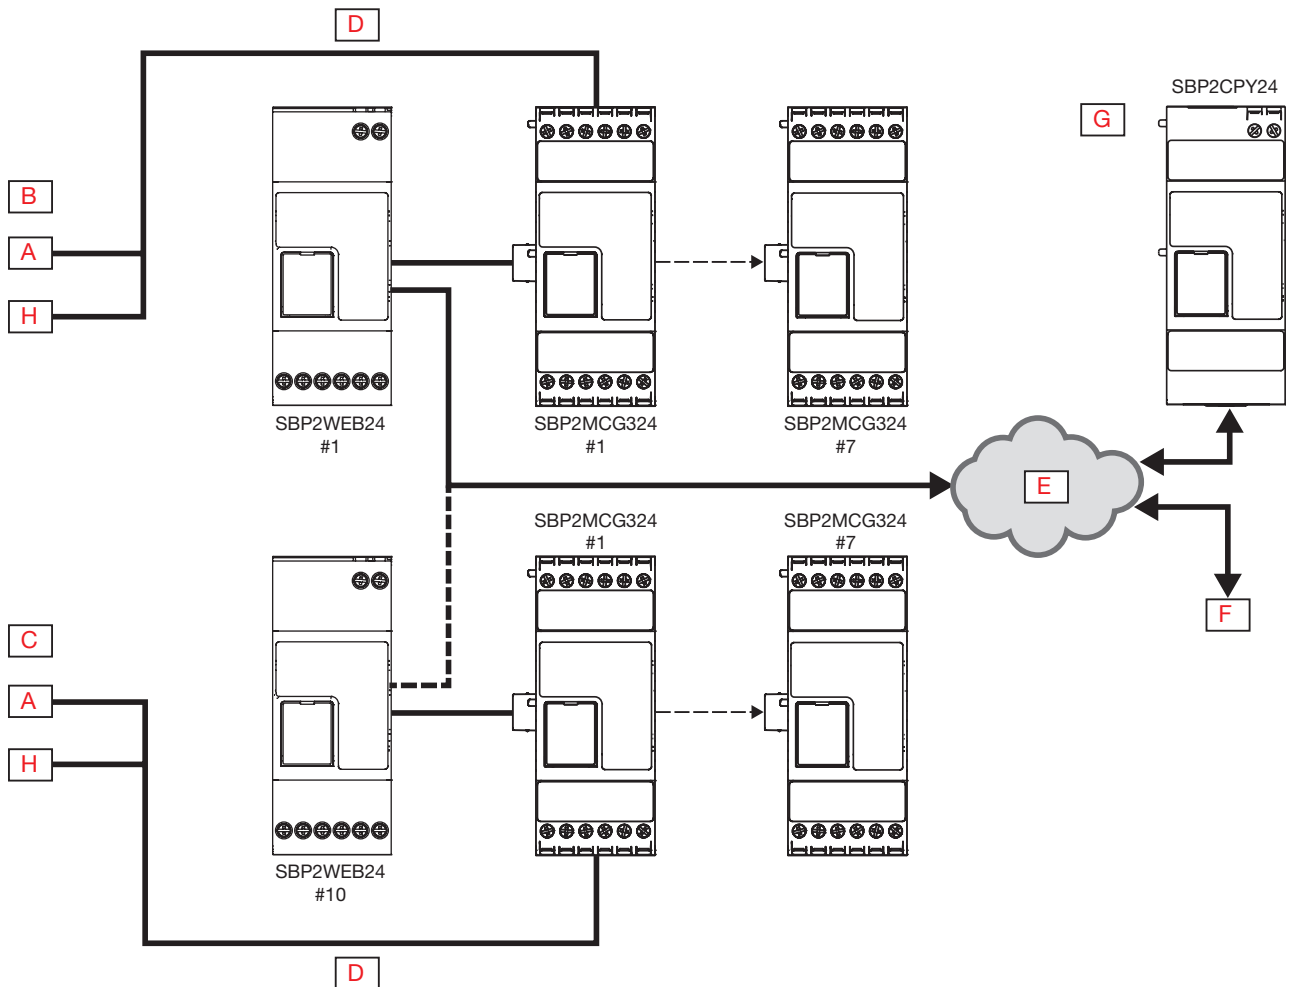 D
SBP2CPY24
G
B
A
H
SBP2WEB24
#1
SBP2MCG324
#1
SBP2MCG324
#7
E
SBP2MCG324
#1
SBP2MCG324
#7
F
C
A
H
SBP2WEB24
#10
D